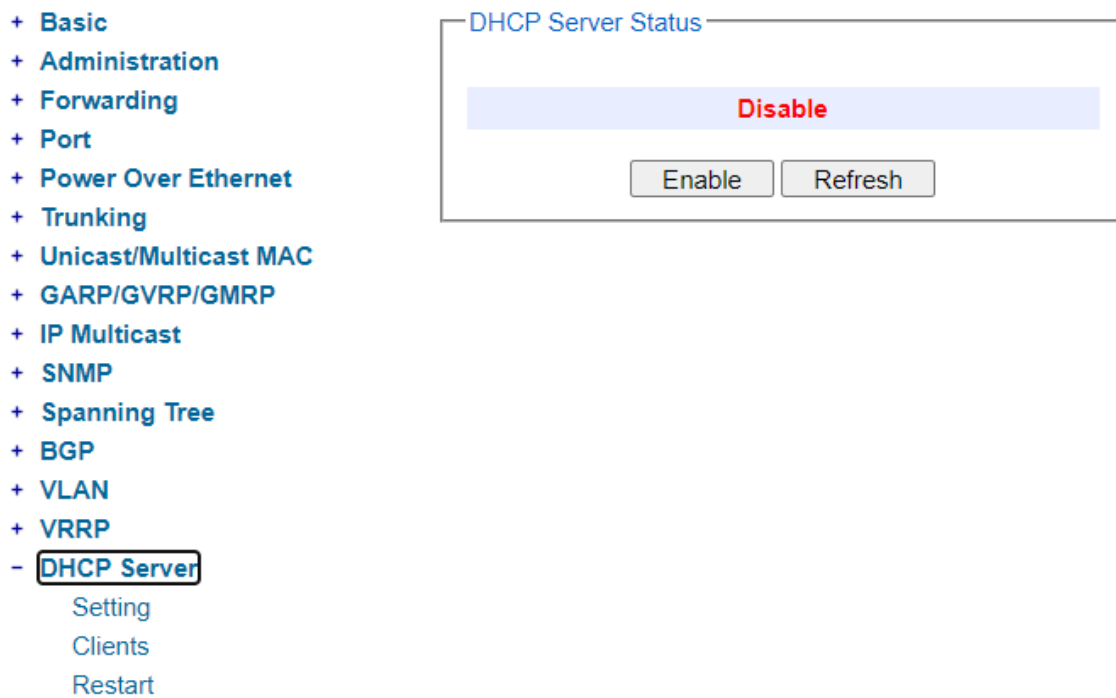 + Basic
+ Administration
+ Forwarding
+ Port
+ Power Over Ethernet
+ Trunking
+ Unicast/Multicast MAC
+ GARP/GVRP/GMRP
+ IP Multicast
+ SNMP
+ Spanning Tree
+ BGP
+ VLAN
+ VRRP
− DHCP Server
Setting
Clients
Restart
DHCP Server Status
Disable
Enable Refresh